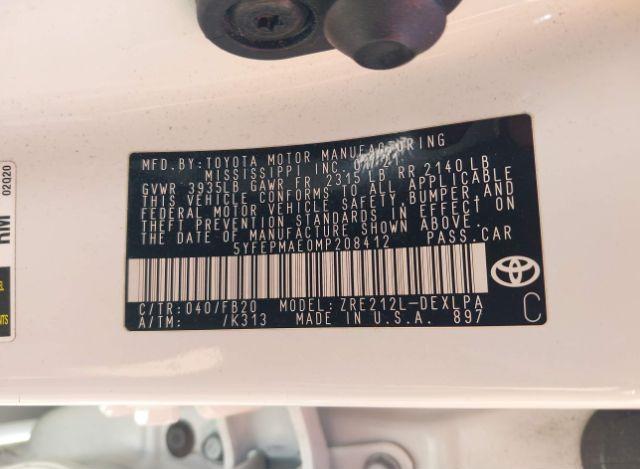 MFD.BY:TOYOTA MOTOR MANUFACTURING
MISSISSIPPI INC. 04/21
GVWR 3935LB GAWR FR 2315LB RR 2140LB
THIS VEHICLE CONFORMS TO ALL APPLICABLE
FEDERAL MOTOR VEHICLE SAFETY,BUMPER,AND
THEFT PREVENTION STANDARDS IN EFFECT ON
THE DATE OF MANUFACTURE SHOWN ABOVE.
5YFEPMAE0MP208412 PASS.CAR
C/TR:040/FB20 MODEL: ZRE212L-DEXLPA
A/TM: /K313 MADE IN U.S.A. 897
C
02020
RM